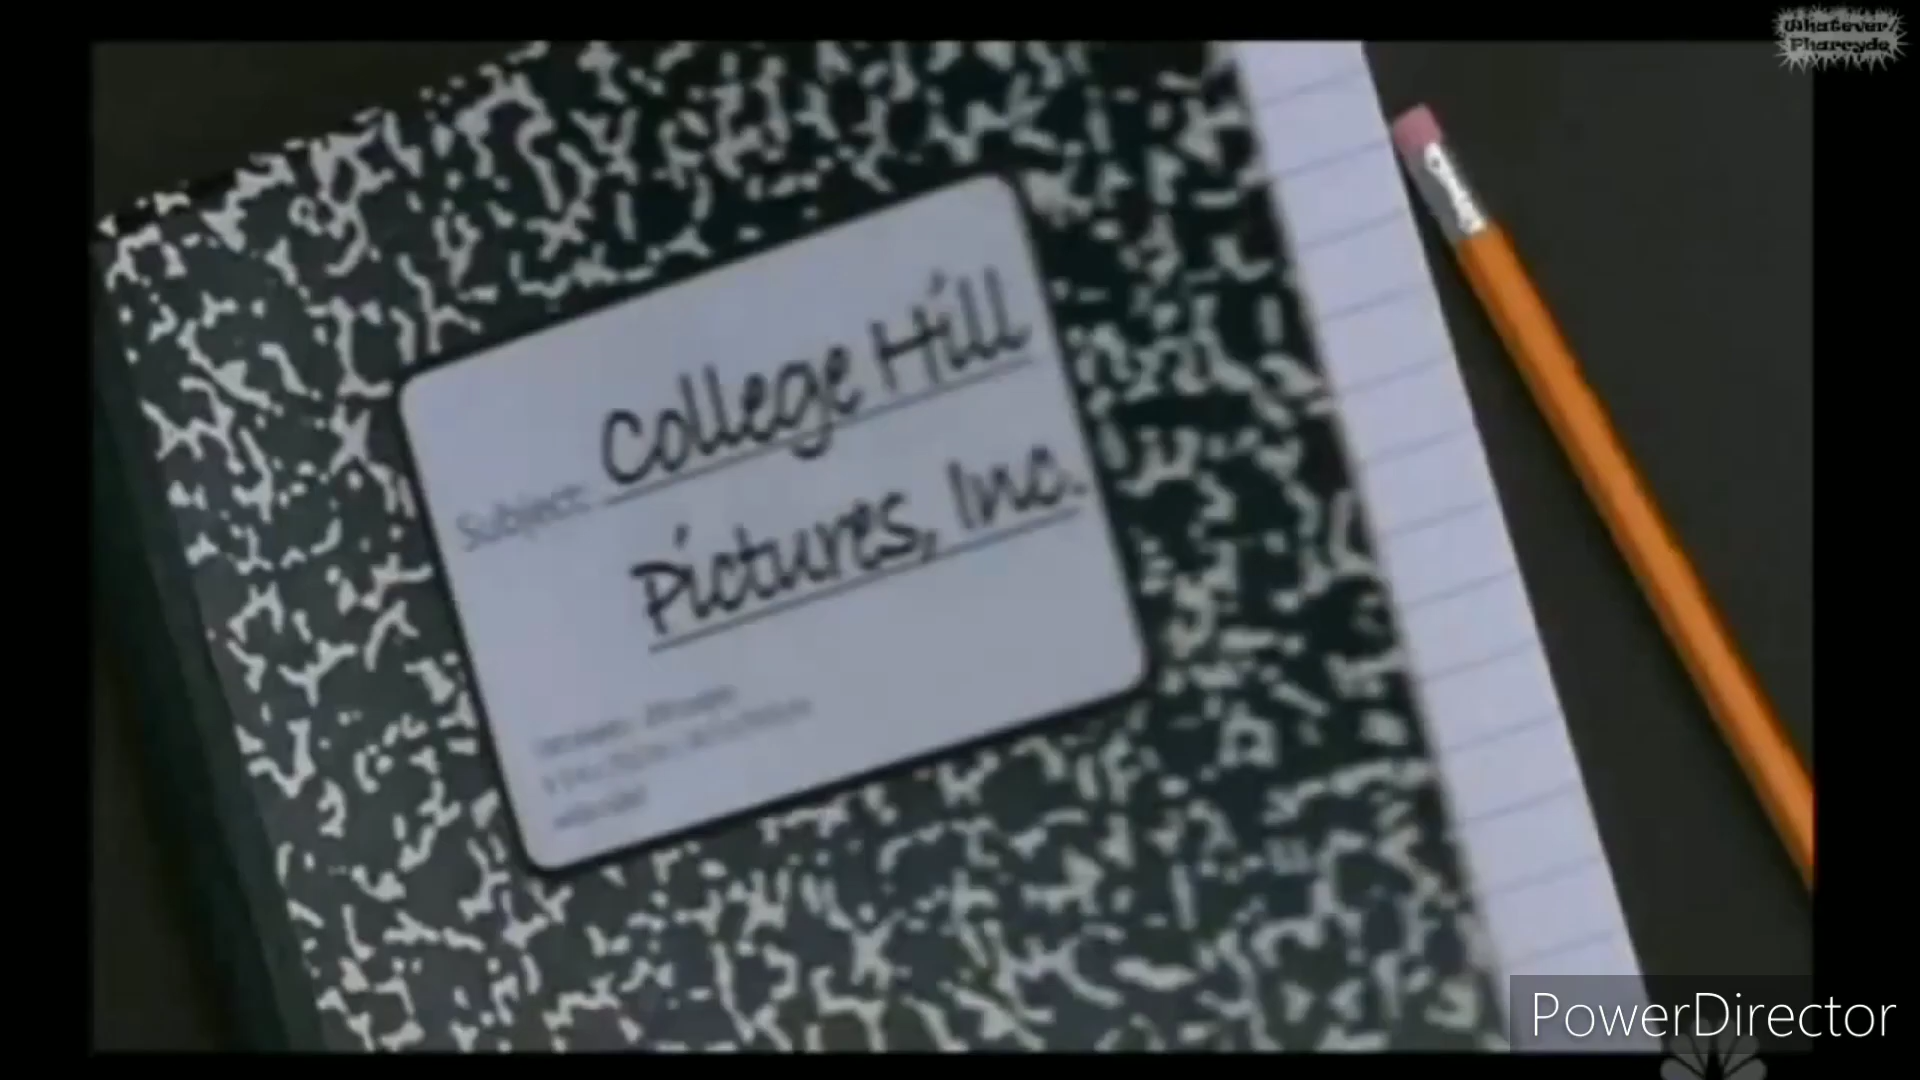 Whatever/
Pharcyde
College Hill
Subject:
Pictures, Inc.
PowerDirector